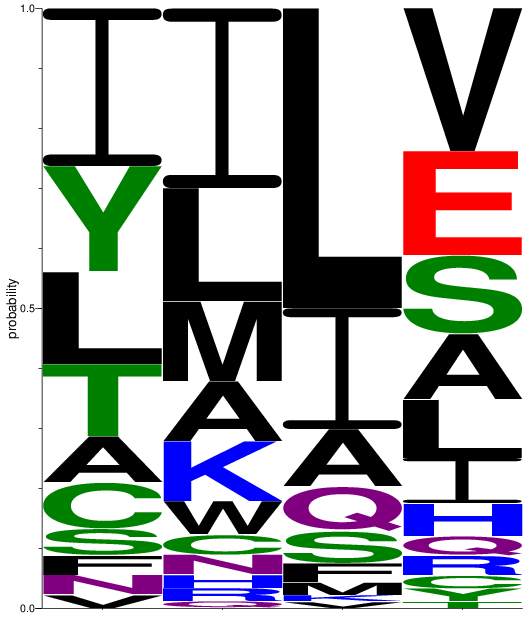 1.0
probability
0.5
0.0
I I L V
Y L I E
L M A S
T A Q A
A K S L
C W F I
S C M H
F N K Q
N H V R
V R C
Q Y